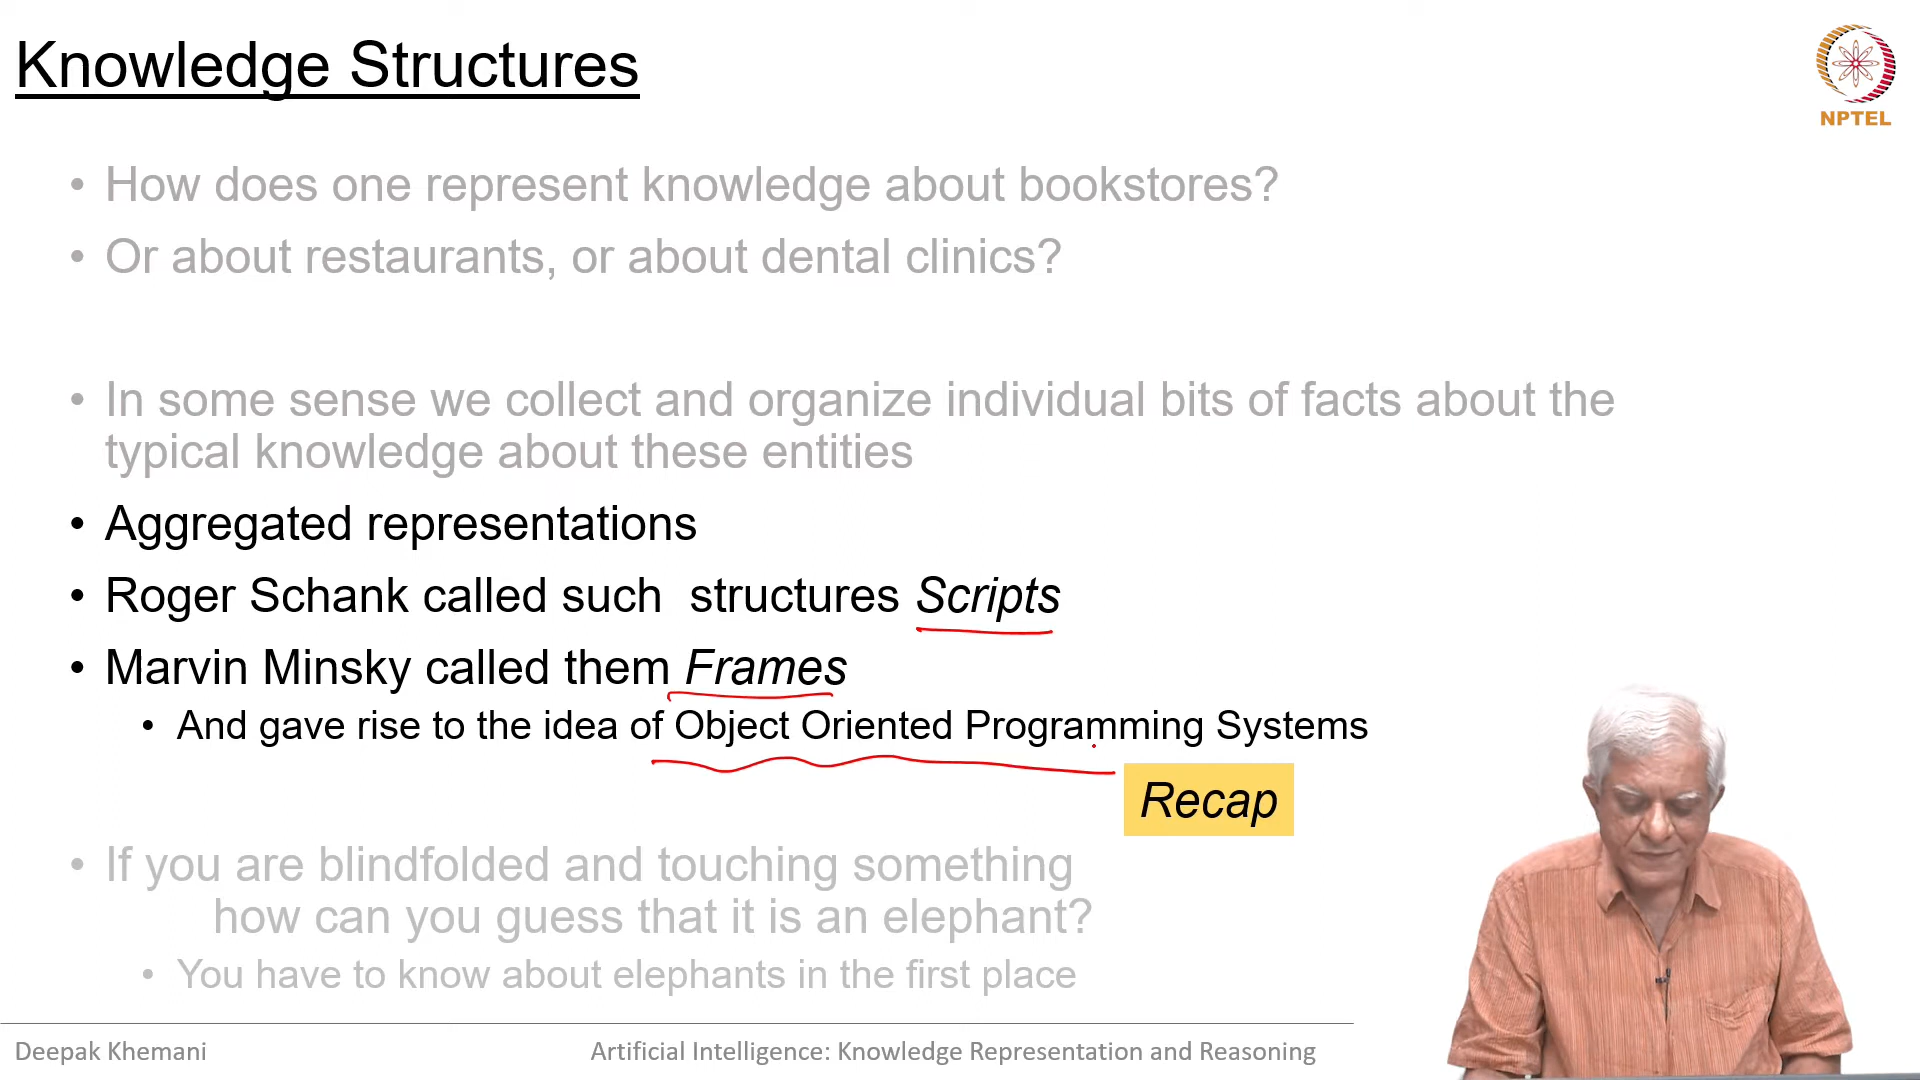 Knowledge Structures
NPTEL
• How does one represent knowledge about bookstores?
• Or about restaurants, or about dental clinics?
• In some sense we collect and organize individual bits of facts about the
typical knowledge about these entities
• Aggregated representations
• Roger Schank called such structures Scripts
• Marvin Minsky called them Frames
• And gave rise to the idea of Object Oriented Programming Systems
Recap
• If you are blindfolded and touching something
how can you guess that it is an elephant?
• You have to know about elephants in the first place
Deepak Khemani
Artificial Intelligence: Knowledge Representation and Reasoning